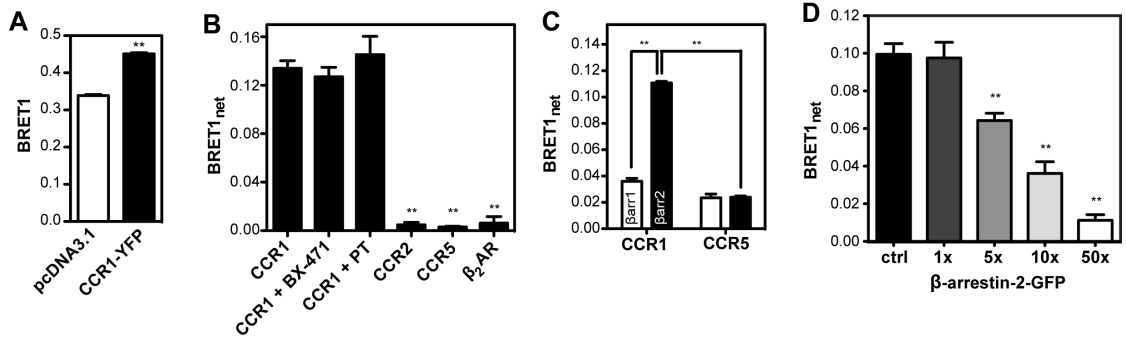 A
BRET1
0.5
0.4
0.3
0.2
0.1
0.0
**
pcDNA3.1
CCR1-YFP
B
BRET1net
0.16
0.12
0.08
0.04
0.00
**
**
**
CCR1
CCR1 + BX-471
CCR1 + PT
CCR2
CCR5
β2AR
C
BRET1net
0.14
0.12
0.10
0.08
0.06
0.04
0.02
0.00
**
**
βarr1
βarr2
CCR1
CCR5
D
BRET1net
0.12
0.10
0.08
0.06
0.04
0.02
0.00
**
**
**
ctrl
1x
5x
10x
50x
β-arrestin-2-GFP